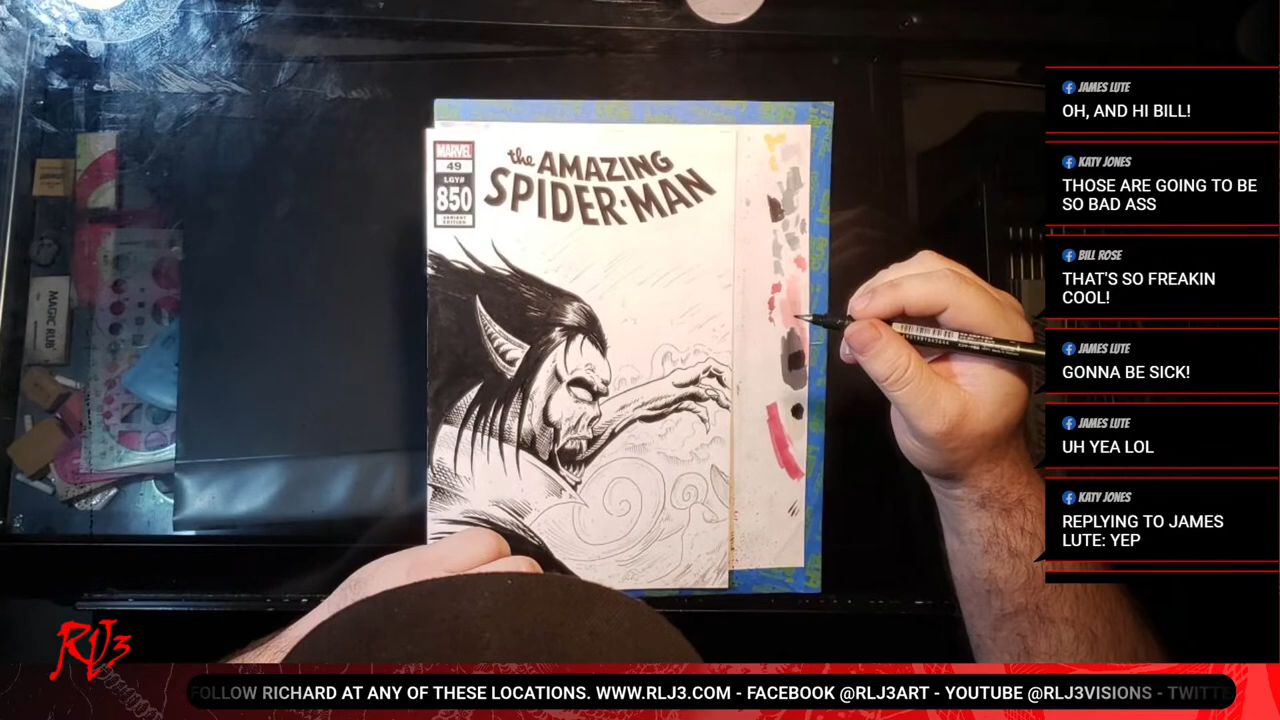 OH, AND HI BILL!
JAMES LUTE
KATY JONES
THOSE ARE GOING TO BE
SO BAD ASS
BILL ROSE
THAT'S SO FREAKIN
COOL!
JAMES LUTE
GONNA BE SICK!
JAMES LUTE
UH YEA LOL
KATY JONES
REPLYING TO JAMES
LUTE: YEP
MARVEL
49
LGY#
850
VARIANT
EDITION
the AMAZING
SPIDER-MAN
MAGIC RUB
RLJ3
FOLLOW RICHARD AT ANY OF THESE LOCATIONS. WWW.RLJ3.COM - FACEBOOK @RLJ3ART - YOUTUBE @RLJ3VISIONS - TWITTE